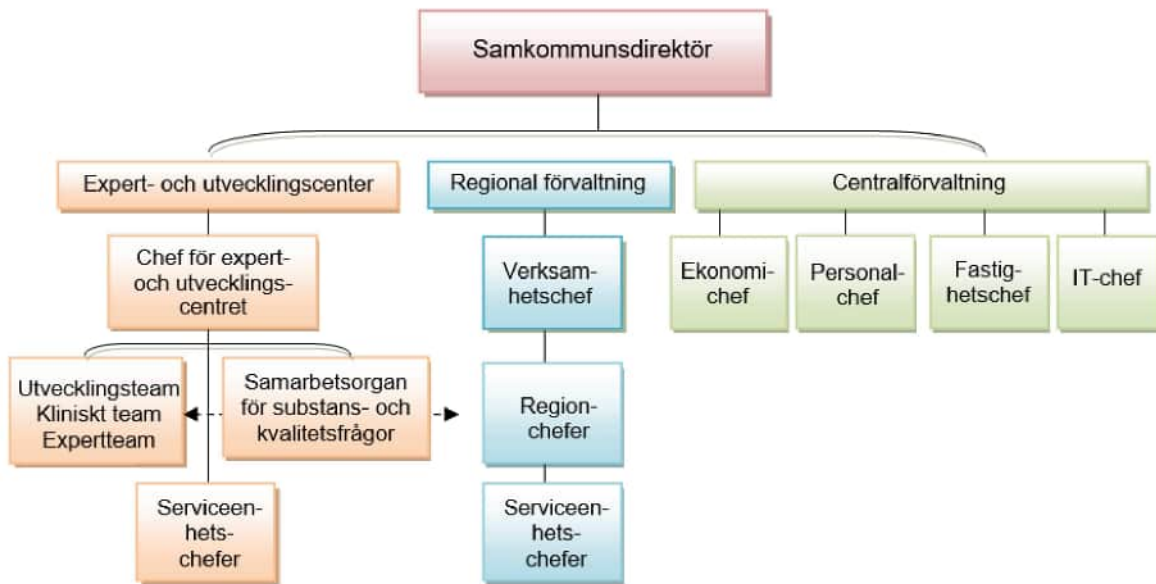 Samkommunsdirektör
Expert- och utvecklingscenter
Regional förvaltning
Centralförvaltning
Chef för expert-
och utvecklings-
centret
Verksam-
hetschef
Ekonomi-
chef
Personal-
chef
Fastig-
hetschef
IT-chef
Utvecklingsteam
Kliniskt team
Expertteam
Samarbetsorgan
för substans- och
kvalitetsfrågor
Region-
chefer
Serviceen-
hets-
chefer
Serviceen-
hets-
chefer